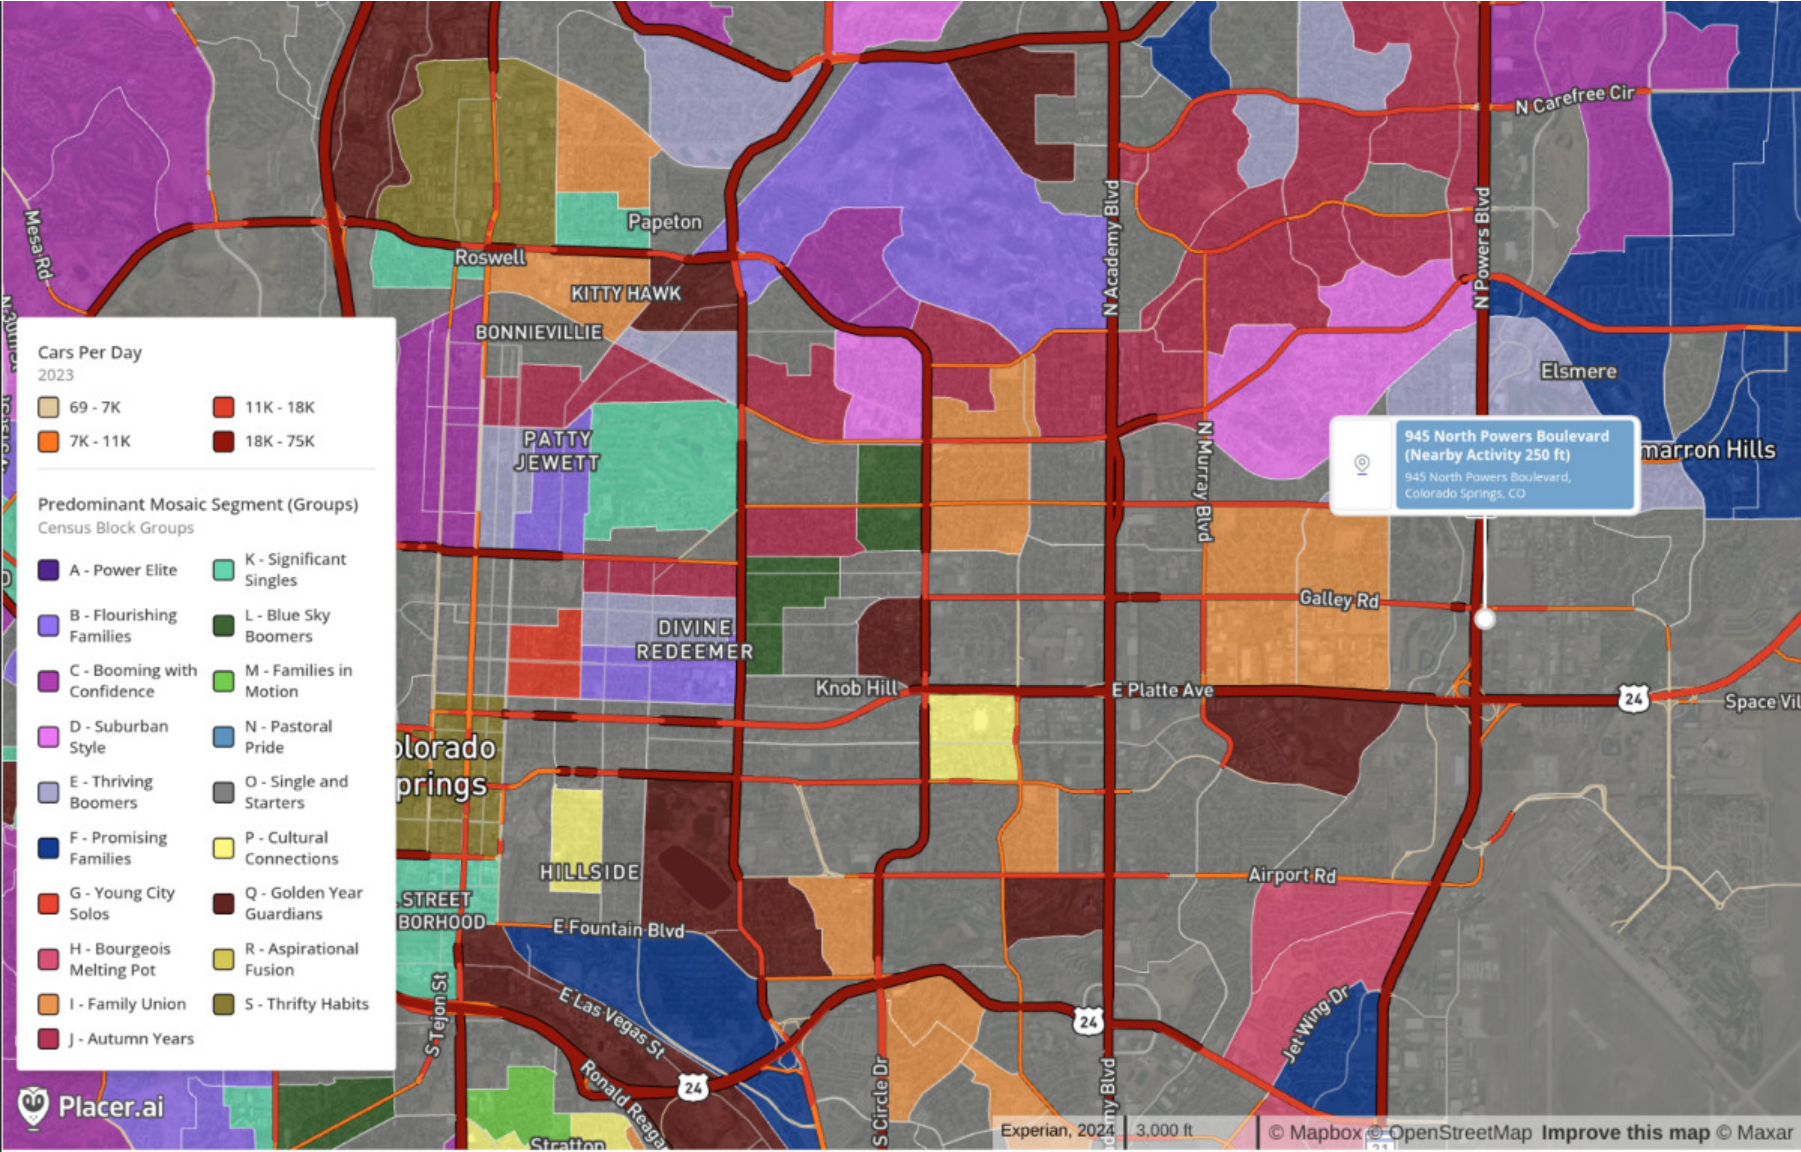 N Carefree Cir
Mesa Rd
Papeton
N Academy Blvd
N Powers Blvd
Roswell
KITTY HAWK
BONNIEVILLIE
Elsmere
Cars Per Day
2023
69 - 7K
11K - 18K
7K - 11K
18K - 75K
PATTY
JEWETT
N Murray Blvd
945 North Powers Boulevard
(Nearby Activity 250 ft)
945 North Powers Boulevard,
Colorado Springs, CO
marron Hills
Predominant Mosaic Segment (Groups)
Census Block Groups
A - Power Elite
B - Flourishing
Families
C - Booming with
Confidence
D - Suburban
Style
E - Thriving
Boomers
F - Promising
Families
G - Young City
Solos
H - Bourgeois
Melting Pot
I - Family Union
J - Autumn Years
K - Significant
Singles
L - Blue Sky
Boomers
M - Families in
Motion
N - Pastoral
Pride
O - Single and
Starters
P - Cultural
Connections
Q - Golden Year
Guardians
R - Aspirational
Fusion
S - Thrifty Habits
Galley Rd
DIVINE
REDEEMER
Knob Hill
E Platte Ave
24
Space Vil
olorado
prings
HILLSIDE
Airport Rd
STREET
BORHOOD
E Fountain Blvd
S Tejon St
E Las Vegas St
Jet Wing Dr
24
Ronald Reaga
24
S Circle Dr
my Blvd
Placer.ai
Stratton
Experian, 2024
3,000 ft
© Mapbox © OpenStreetMap Improve this map © Maxar
21